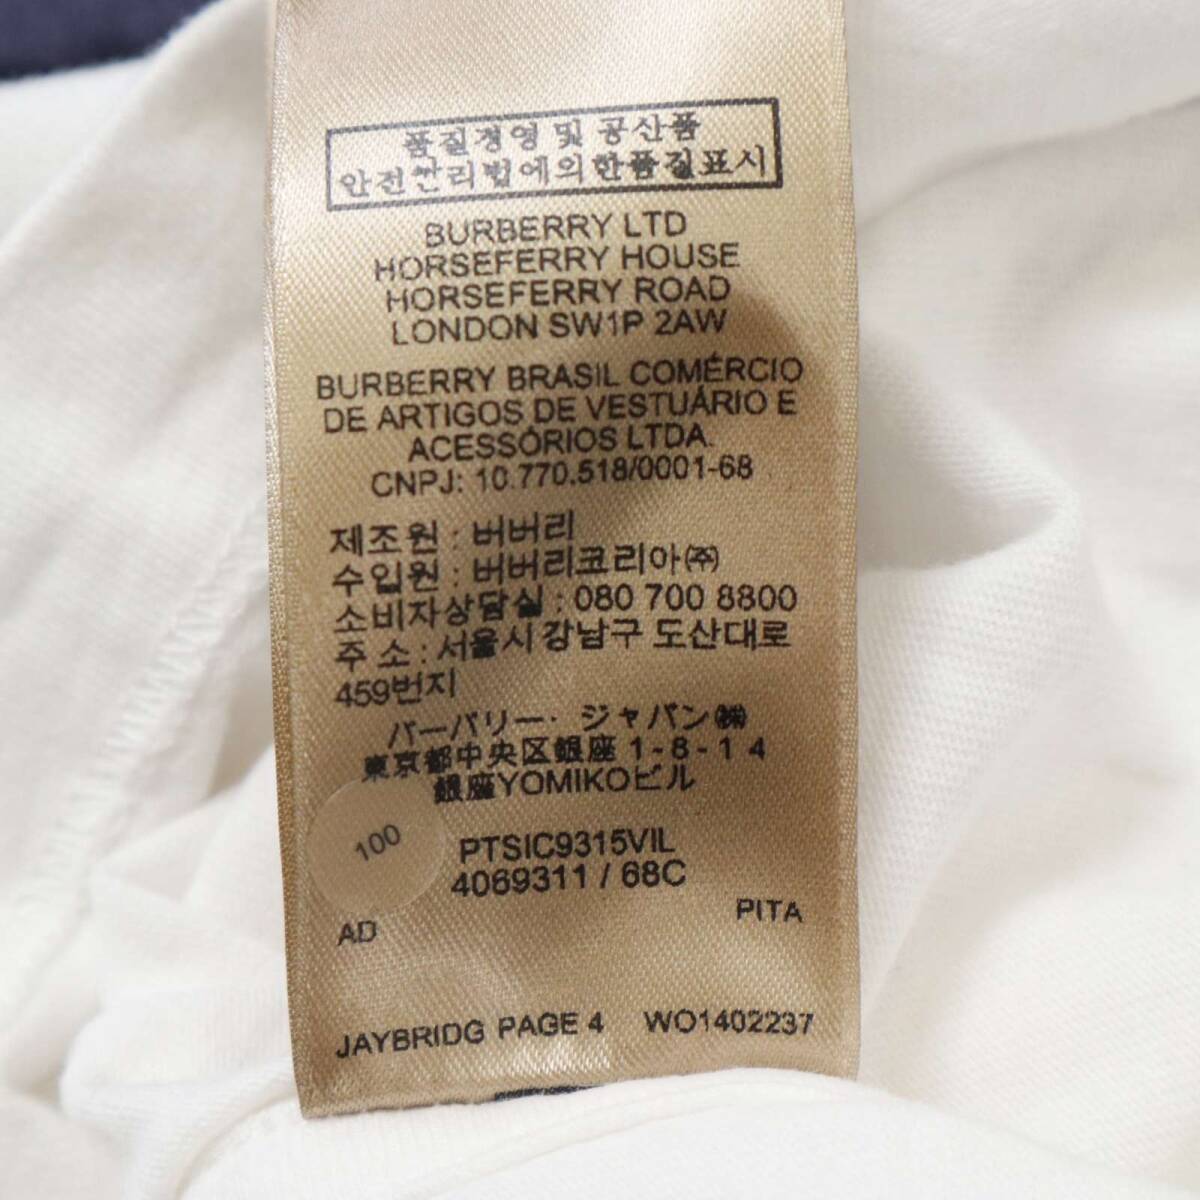 품질경영 및 공산품
안전관리법에의한품질표시
BURBERRY LTD
HORSEFERRY HOUSE
HORSEFERRY ROAD
LONDON SW1P 2AW
BURBERRY BRASIL COMÉRCIO
DE ARTIGOS DE VESTUÁRIO E
ACESSÓRIOS LTDA.
CNPJ: 10.770.518/0001-68
제조원 : 버버리
수입원 : 버버리코리아㈜
소비자상담실 : 080 700 8800
주 소 : 서울시 강남구 도산대로
459번지
バーバリー・ジャパン㈱
東京都中央区銀座 1-8-14
銀座YOMIKOビル
100
PTSIC9315VIL
4069311 / 68C
AD
PITA
JAYBRIDG PAGE 4 WO1402237